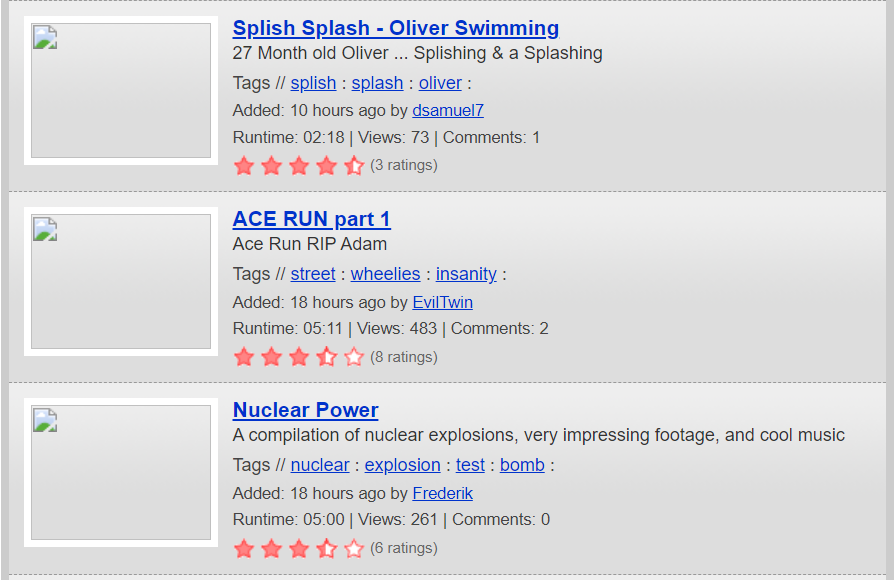 Splish Splash - Oliver Swimming
27 Month old Oliver ... Splishing & a Splashing
Tags // splish : splash : oliver :
Added: 10 hours ago by dsamuel7
Runtime: 02:18 | Views: 73 | Comments: 1
(3 ratings)
ACE RUN part 1
Ace Run RIP Adam
Tags // street : wheelies : insanity :
Added: 18 hours ago by EvilTwin
Runtime: 05:11 | Views: 483 | Comments: 2
(8 ratings)
Nuclear Power
A compilation of nuclear explosions, very impressing footage, and cool music
Tags // nuclear : explosion : test : bomb :
Added: 18 hours ago by Frederik
Runtime: 05:00 | Views: 261 | Comments: 0
(6 ratings)